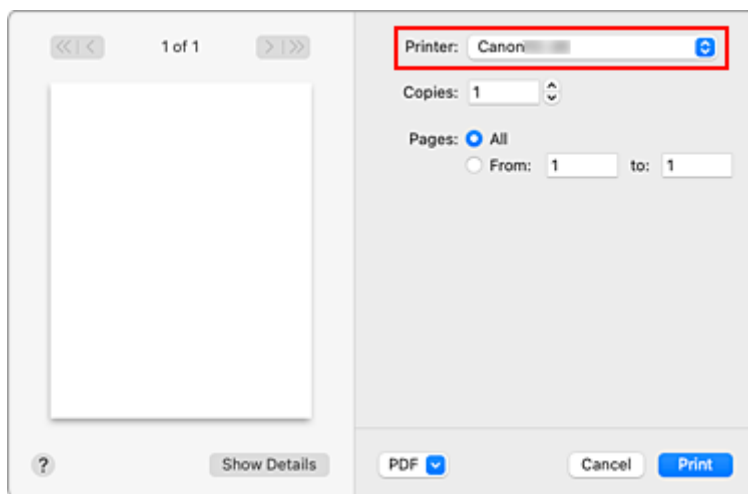 1 of 1
Printer: Canon
Copies: 1
Pages: All
From: 1 to: 1
? Show Details
PDF Cancel Print